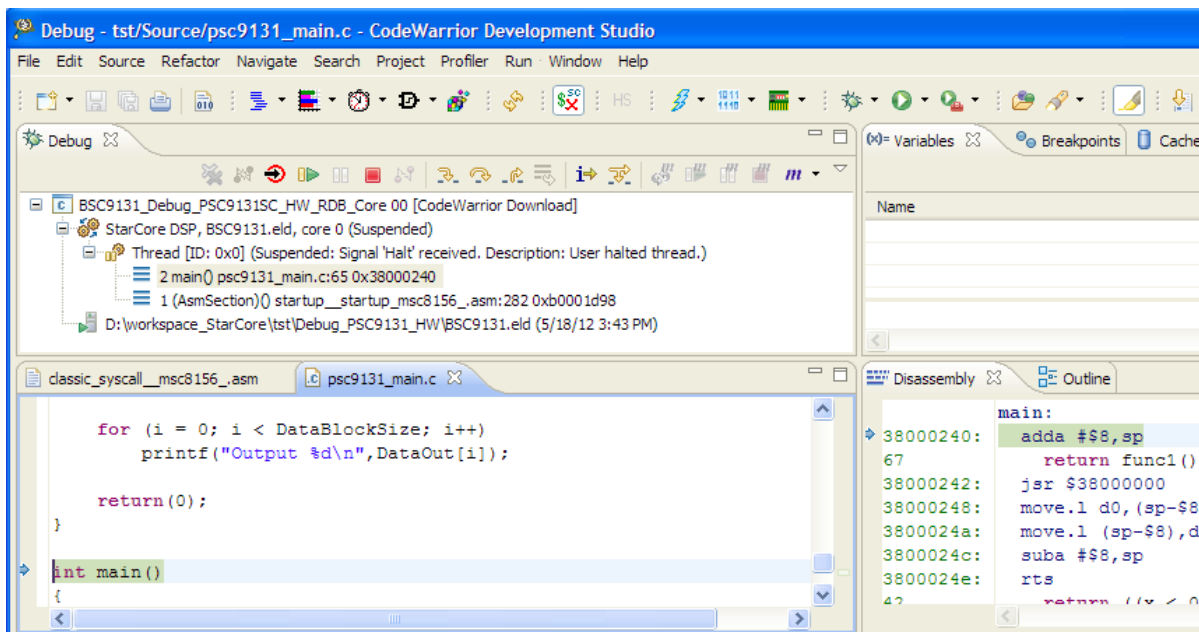 Debug - tst/Source/psc9131_main.c - CodeWarrior Development Studio
File Edit Source Refactor Navigate Search Project Profiler Run Window Help
HS
Debug
BSC9131_Debug_PSC9131SC_HW_RDB_Core 00 [CodeWarrior Download]
StarCore DSP, BSC9131.eld, core 0 (Suspended)
Thread [ID: 0x0] (Suspended: Signal 'Halt' received. Description: User halted thread.)
2 main() psc9131_main.c:65 0x38000240
1 (AsmSection)() startup__startup_msc8156_.asm:282 0xb0001d98
D:\workspace_StarCore\tst\Debug_PSC9131_HW\BSC9131.eld (5/18/12 3:43 PM)
(x)= Variables Breakpoints Cache
Name
classic_syscall__msc8156_.asm psc9131_main.c
for (i = 0; i < DataBlockSize; i++)
printf("Output %d\n",DataOut[i]);
return(0);
}
int main()
{
Disassembly Outline
main:
38000240: adda #$8,sp
67 return func1()
38000242: jsr $38000000
38000248: move.l d0,(sp-$8
3800024a: move.l (sp-$8),d
3800024c: suba #$8,sp
3800024e: rts
42 return ((x < 0